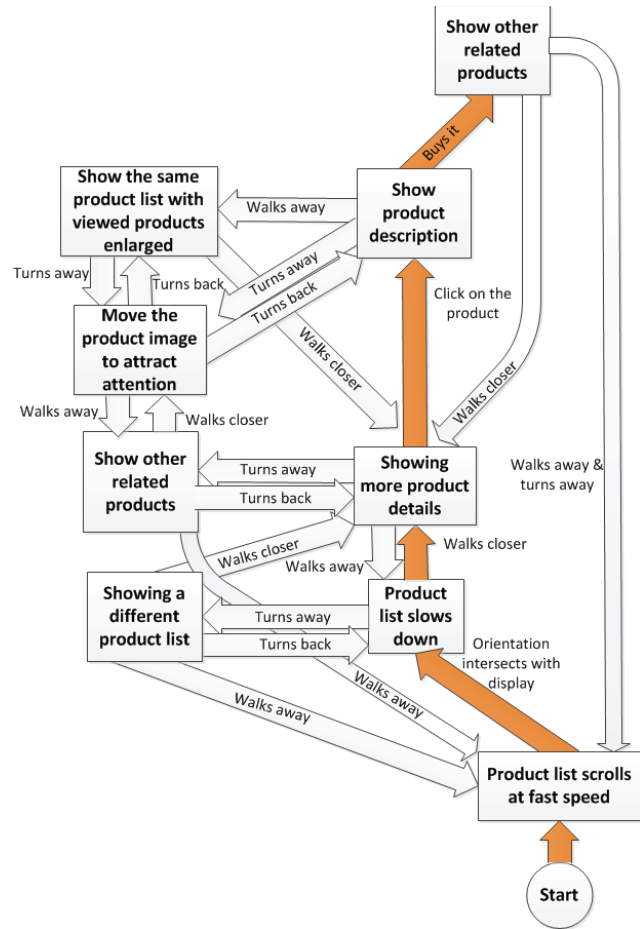 Show other
related
products
Buys it
Show the same
product list with
viewed products
enlarged
Walks away
Show
product
description
Turns away
Turns back
Turns away
Turns back
Click on the
product
Move the
product image
to attract
attention
Walks closer
Walks closer
Walks away
Walks closer
Show other
related
products
Turns away
Turns back
Showing
more product
details
Walks away &
turns away
Walks closer
Walks away
Walks closer
Showing a
different
product list
Turns away
Turns back
Product
list slows
down
Orientation
intersects with
display
Walks away
Walks away
Product list scrolls
at fast speed
Start